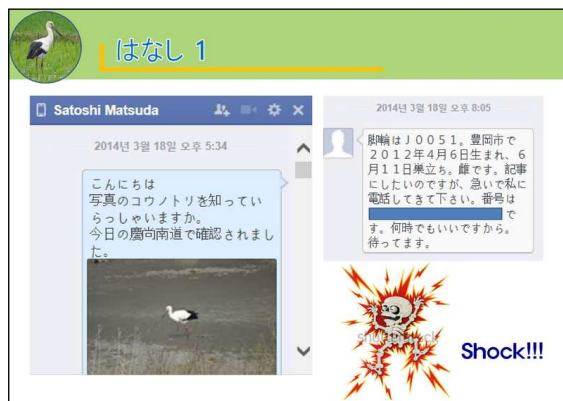 はなし 1
Satoshi Matsuda
2014년 3월 18일 오후 5:34
こんにちは
写真のコウノトリを知ってい
らっしゃいますか。
今日の慶尚南道で確認されまし
た。
2014년 3월 18일 오후 8:05
脚輪はJ0051。豊岡市で
2012年4月6日生まれ、6
月11日巣立ち。雌です。記事
にしたいのですが、急いで私に
電話してきて下さい。番号は
で
す。何時でもいいですから。
待ってます。
Shock!!!